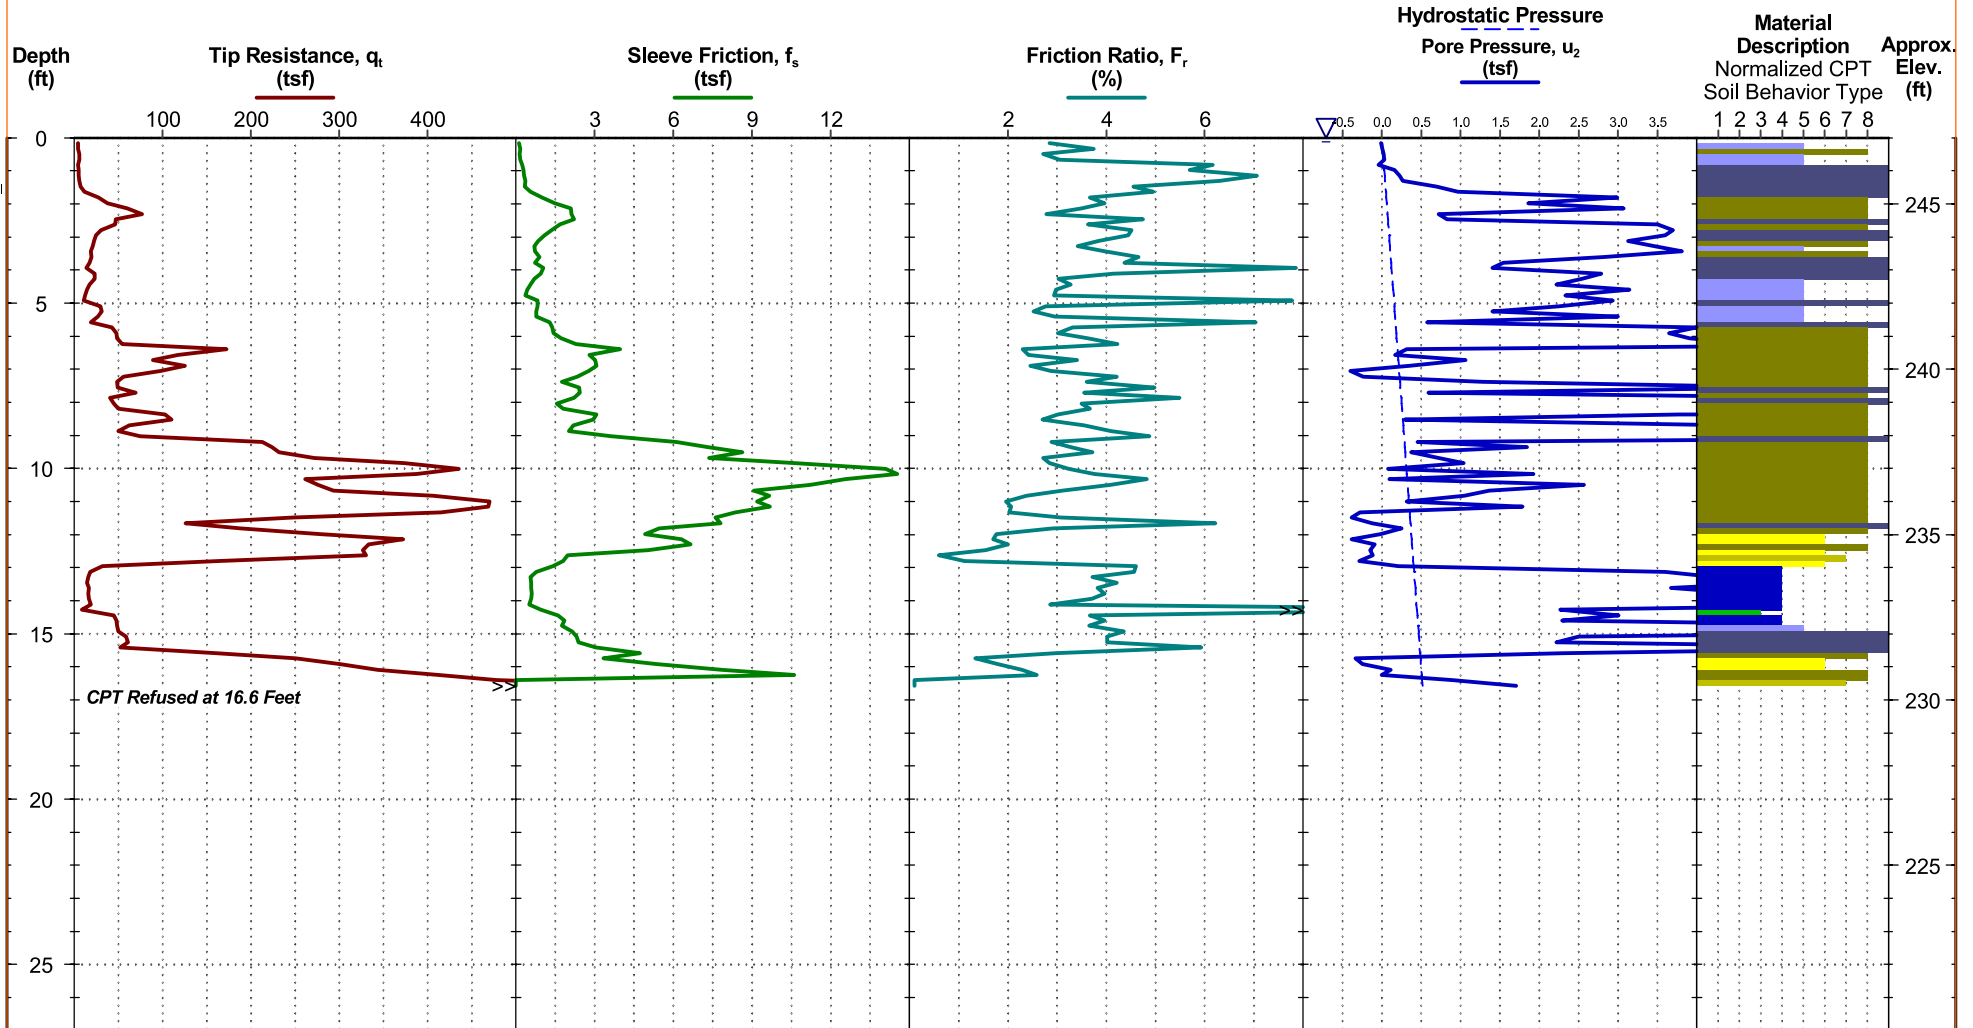 Hydrostatic Pressure
Depth
(ft)
Tip Resistance, qt
(tsf)
Sleeve Friction, fs
(tsf)
Friction Ratio, Fr
(%)
Pore Pressure, u2
(tsf)
Material
Description
Normalized CPT
Soil Behavior Type
Approx.
Elev.
(ft)
100 200 300 400
3 6 9 12
2 4 6
-0.5 0.0 0.5 1.0 1.5 2.0 2.5 3.0 3.5
1 2 3 4 5 6 7 8
0
245
5
240
10
235
>>
15
>>
CPT Refused at 16.6 Feet
230
20
225
25